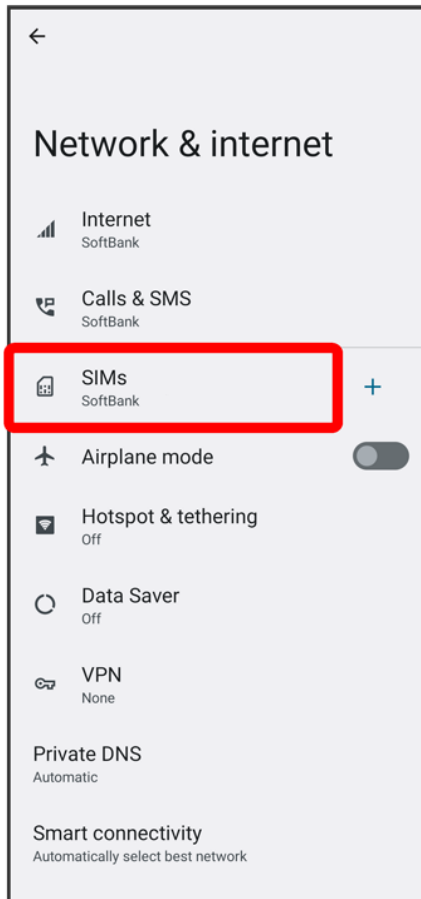 Network & internet
Internet
SoftBank
Calls & SMS
SoftBank
SIMs
SoftBank
Airplane mode
Hotspot & tethering
Off
Data Saver
Off
VPN
None
Private DNS
Automatic
Smart connectivity
Automatically select best network